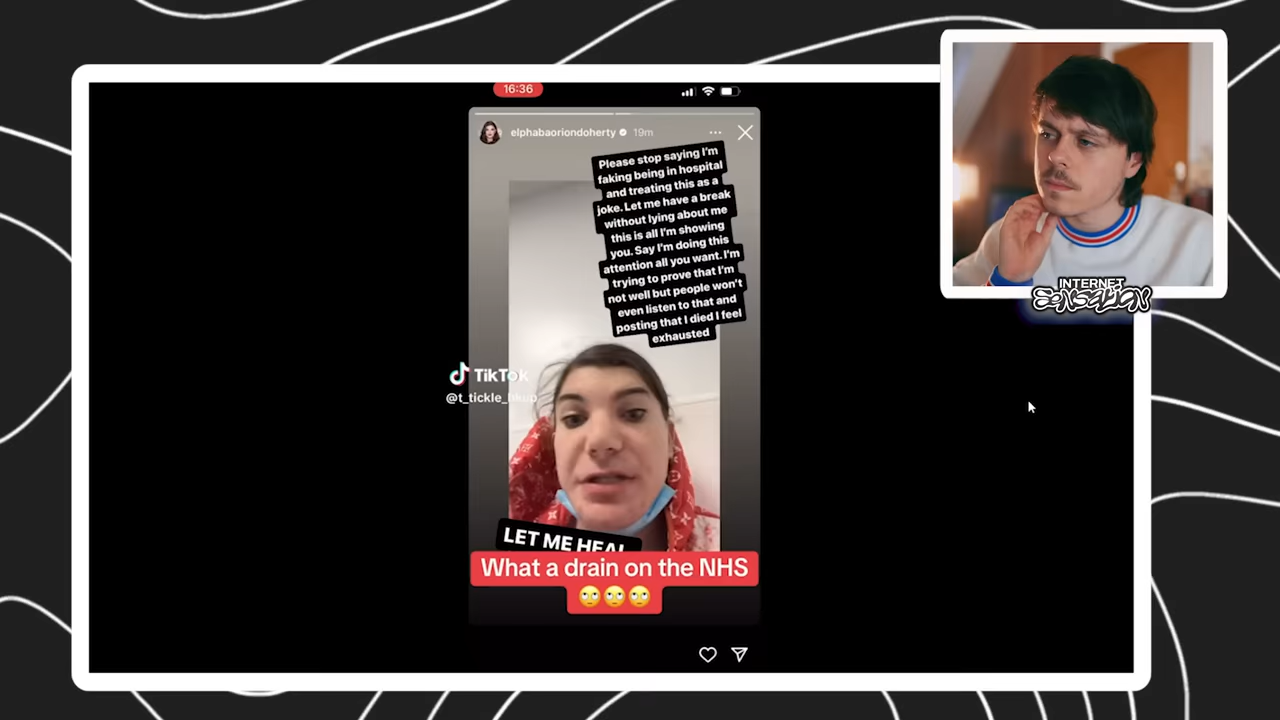 16:36
elphabaoriondoherty 19m
Please stop saying I'm
faking being in hospital
and treating this as a
joke. Let me have a break
without lying about me
this is all I'm showing
you. Say I'm doing this
attention all you want. I'm
trying to prove that I'm
not well but people won't
even listen to that and
posting that I died I feel
exhausted
INTERNET
SENSATION
TikTok
LET ME HEAL
What a drain on the NHS